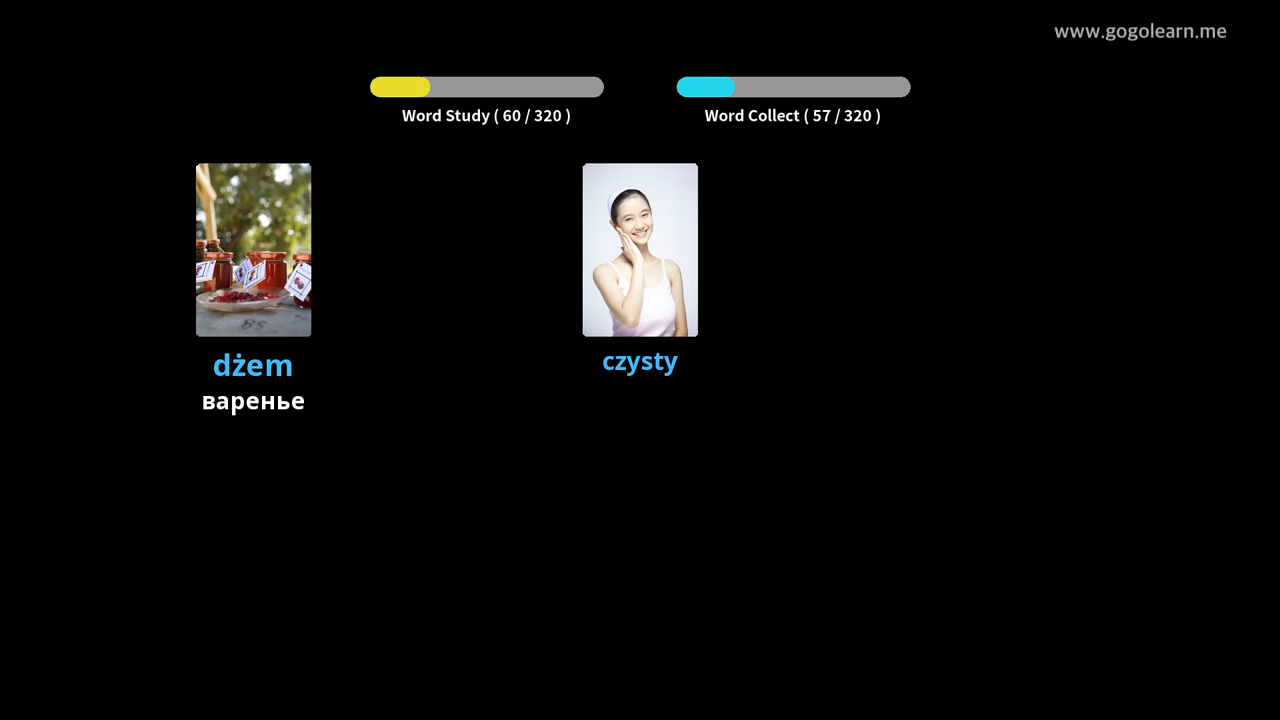 www.gogolearn.me
Word Study ( 60 / 320 )
Word Collect ( 57 / 320 )
dżem
варенье
czysty